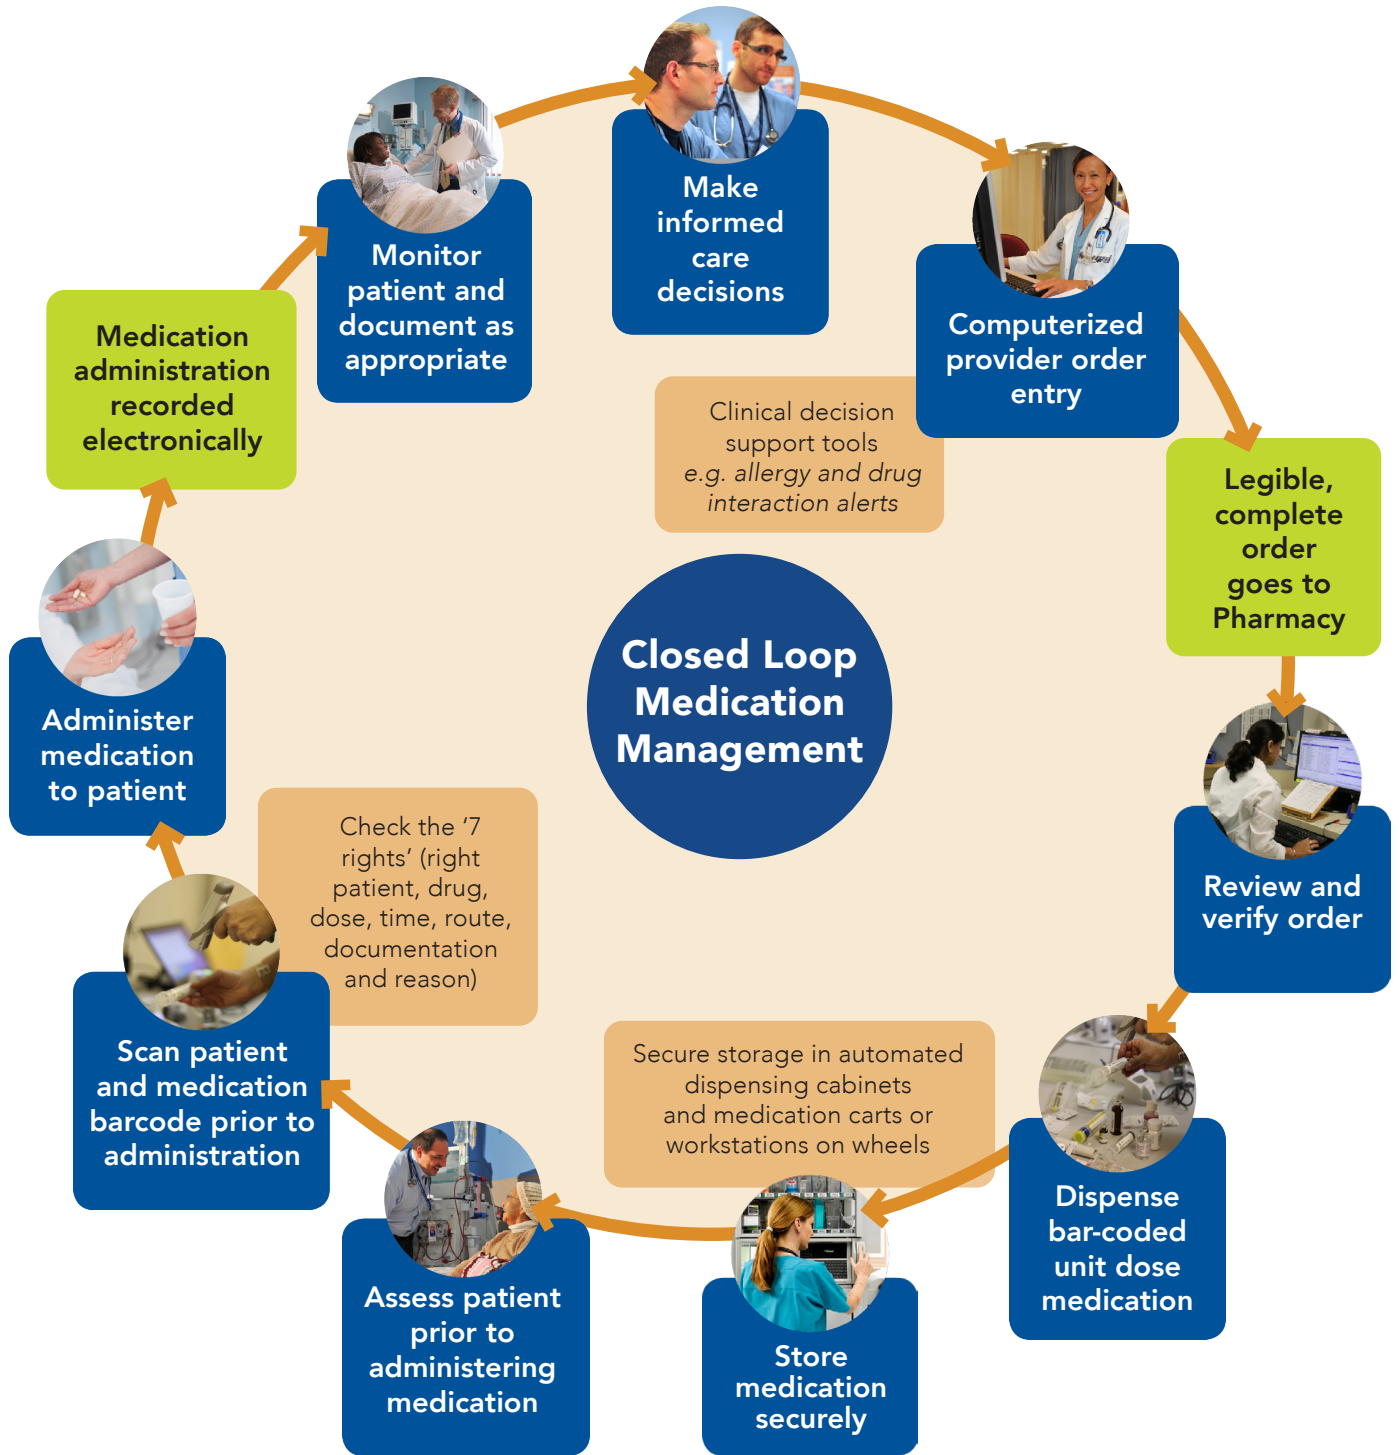 Make
informed
care
decisions
Computerized
provider order
entry
Clinical decision
support tools
e.g. allergy and drug
interaction alerts
Legible,
complete
order
goes to
Pharmacy
Review and
verify order
Dispense
bar-coded
unit dose
medication
Secure storage in automated
dispensing cabinets
and medication carts or
workstations on wheels
Store
medication
securely
Assess patient
prior to
administering
medication
Scan patient
and medication
barcode prior to
administration
Check the ‘7
rights’ (right
patient, drug,
dose, time, route,
documentation
and reason)
Administer
medication
to patient
Medication
administration
recorded
electronically
Monitor
patient and
document as
appropriate
Closed Loop
Medication
Management